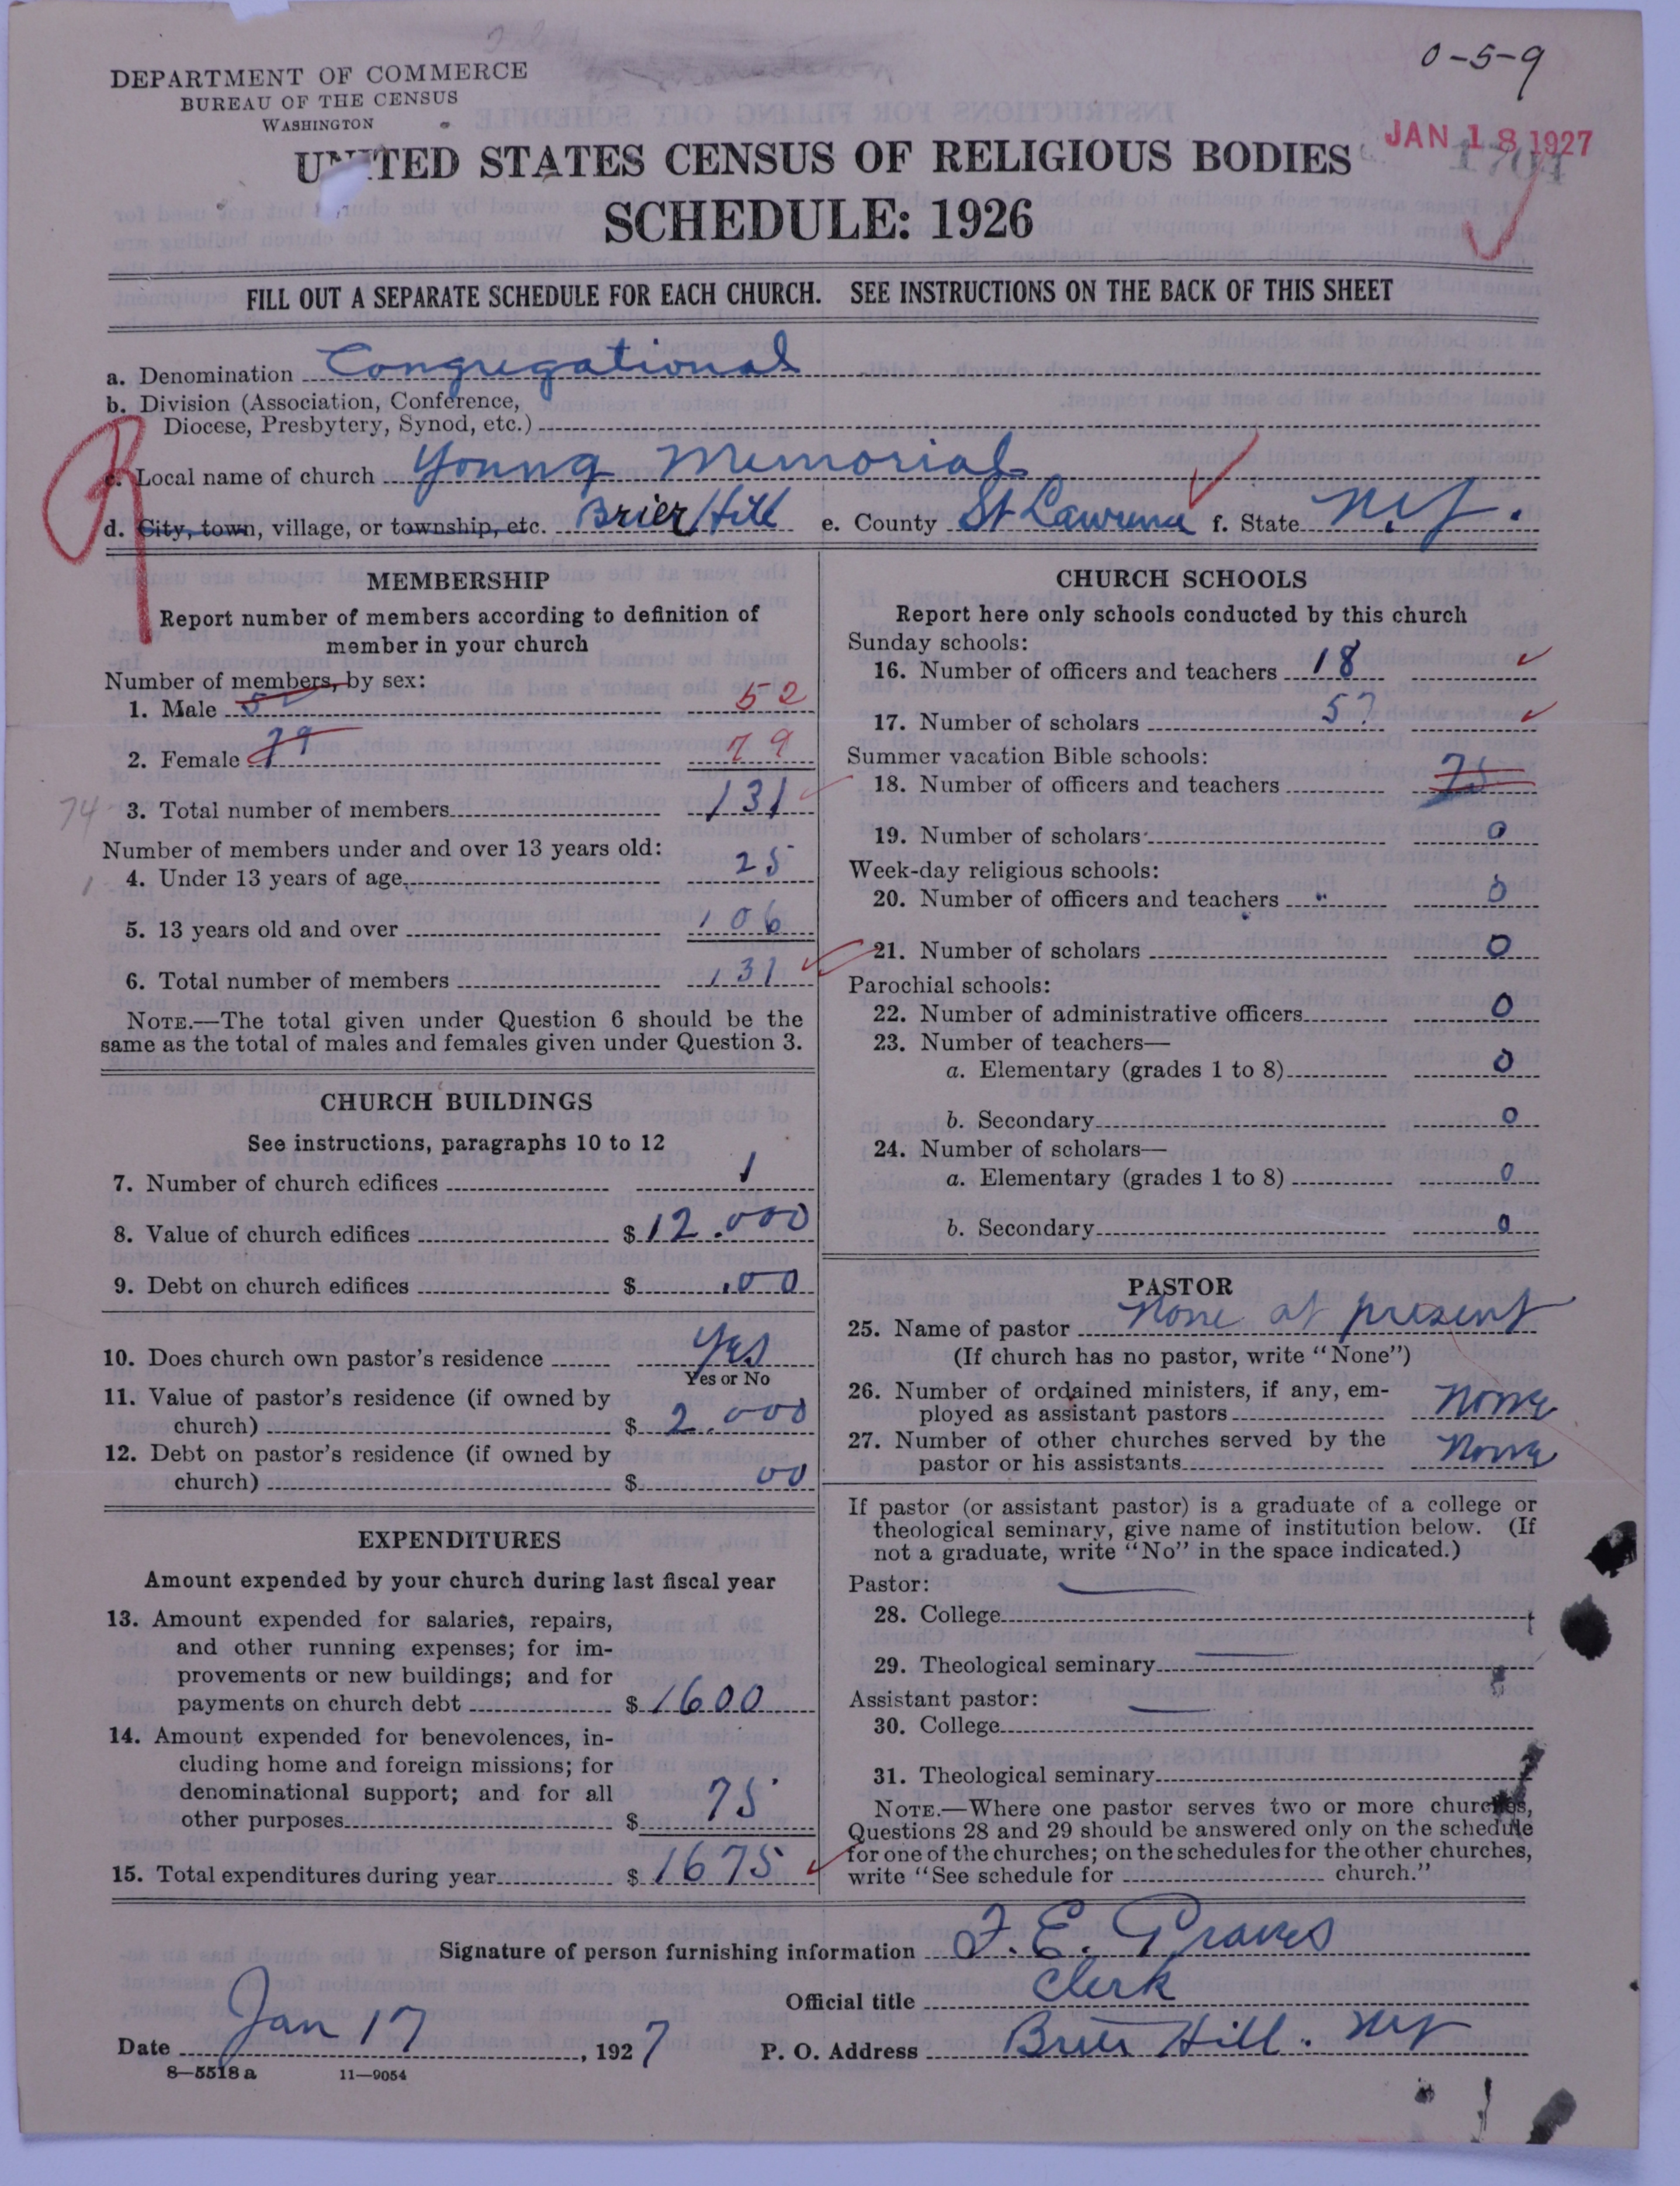 0-5-9
DEPARTMENT OF COMMERCE
BUREAU OF THE CENSUS
WASHINGTON
JAN 18 1927
1704
UNITED STATES CENSUS OF RELIGIOUS BODIES
SCHEDULE: 1926
FILL OUT A SEPARATE SCHEDULE FOR EACH CHURCH. SEE INSTRUCTIONS ON THE BACK OF THIS SHEET
a. Denomination Congregational
b. Division (Association, Conference,
Diocese, Presbytery, Synod, etc.)
c. Local name of church Young Memorial
d. City, town, village, or township, etc. Brier Hill e. County St Lawrence f. State N.Y.
MEMBERSHIP
Report number of members according to definition of
member in your church
Number of members, by sex:
1. Male 52 52
2. Female 79 79
74
3. Total number of members 131
Number of members under and over 13 years old:
1
4. Under 13 years of age 25
5. 13 years old and over 106
6. Total number of members 131
NOTE.—The total given under Question 6 should be the
same as the total of males and females given under Question 3.
CHURCH BUILDINGS
See instructions, paragraphs 10 to 12
7. Number of church edifices 1
8. Value of church edifices $12.000
9. Debt on church edifices $.00
10. Does church own pastor's residence Yes
Yes or No
11. Value of pastor's residence (if owned by
church) $2.000
12. Debt on pastor's residence (if owned by
church) $00
EXPENDITURES
Amount expended by your church during last fiscal year
13. Amount expended for salaries, repairs,
and other running expenses; for im-
provements or new buildings; and for
payments on church debt $1600
14. Amount expended for benevolences, in-
cluding home and foreign missions; for
denominational support; and for all
other purposes $75
15. Total expenditures during year $1675
CHURCH SCHOOLS
Report here only schools conducted by this church
Sunday schools:
16. Number of officers and teachers 18
17. Number of scholars
Summer vacation Bible schools:
18. Number of officers and teachers 75
19. Number of scholars 0
Week-day religious schools:
20. Number of officers and teachers 0
21. Number of scholars 0
Parochial schools:
22. Number of administrative officers 0
23. Number of teachers—
a. Elementary (grades 1 to 8) 0
b. Secondary 0
24. Number of scholars—
a. Elementary (grades 1 to 8) 0
b. Secondary 0
PASTOR
25. Name of pastor None at present
(If church has no pastor, write "None")
26. Number of ordained ministers, if any, em-
ployed as assistant pastors None
27. Number of other churches served by the
pastor or his assistants None
If pastor (or assistant pastor) is a graduate of a college or
theological seminary, give name of institution below. (If
not a graduate, write "No" in the space indicated.)
Pastor:
28. College
29. Theological seminary
Assistant pastor:
30. College
31. Theological seminary
NOTE.—Where one pastor serves two or more churches,
Questions 28 and 29 should be answered only on the schedule
for one of the churches; on the schedules for the other churches,
write "See schedule for church."
Signature of person furnishing information F. E. Graves
Official title Clerk
Date Jan 17, 1927 P. O. Address Brier Hill. NY
8—5518 a 11—9054